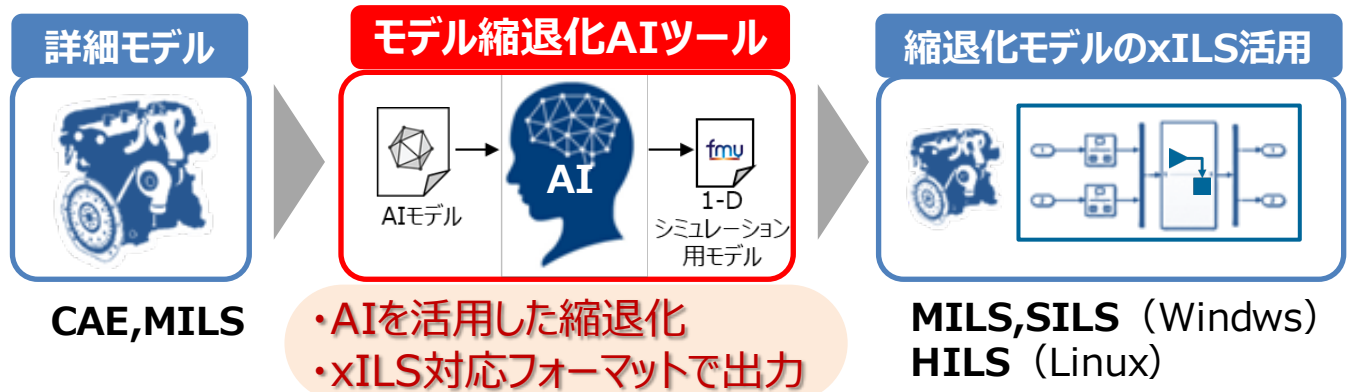 詳細モデル
モデル縮退化AIツール
縮退化モデルのxILS活用
AI
fmu
AIモデル
1-D
シミュレーション
用モデル
CAE,MILS
・AIを活用した縮退化
・xILS対応フォーマットで出力
MILS,SILS（Windws）
HILS（Linux）